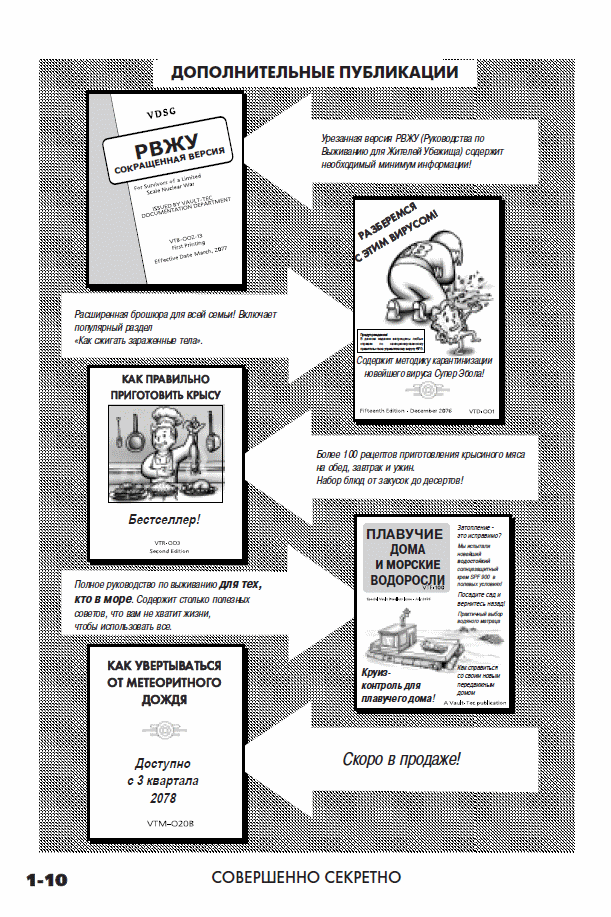 ДОПОЛНИТЕЛЬНЫЕ ПУБЛИКАЦИИ
VDSG
РВЖУ
СОКРАЩЕННАЯ ВЕРСИЯ
For Survivors of a Limited
Scale Nuclear War
ISSUED BY VAULT-TEC
DOCUMENTATION DEPARTMENT
VTB-002-13
First Printing
Effective Date March, 2077
Урезанная версия РВЖУ (Руководства по
Выживанию для Жителей Убежища) содержит
необходимый минимум информации!
РАЗБЕРЕМСЯ
С ЭТИМ ВИРУСОМ!
Содержит методику карантинизации
новейшего вируса Супер Эбола!
Fifteenth Edition • December 2076
VTD-001
Расширенная брошюра для всей семьи! Включает
популярный раздел
«Как сжигать зараженные тела».
КАК ПРАВИЛЬНО
ПРИГОТОВИТЬ КРЫСУ
Бестселлер!
VTR-003
Second Edition
Более 100 рецептов приготовления крысиного мяса
на обед, завтрак и ужин.
Набор блюд от закусок до десертов!
ПЛАВУЧИЕ
ДОМА
И МОРСКИЕ
ВОДОРОСЛИ
VTF-100
Затопление -
это исправимо?
Мы испытали
новейший
водостойкий
солнцезащитный
крем SPF 900 в
полевых условиях!
Посадите сад и
вернитесь назад!
Практичный выбор
водяного матраца
Как справиться
со своим новым
передвижным
домом
Круиз-
контроль для
плавучего дома!
A Vault-Tec publication
Полное руководство по выживанию для тех,
кто в море. Содержит столько полезных
советов, что вам не хватит жизни,
чтобы использовать все.
КАК УВЕРТЫВАТЬСЯ
ОТ МЕТЕОРИТНОГО
ДОЖДЯ
Доступно
с 3 квартала
2078
VTM-0208
Скоро в продаже!
1-10
СОВЕРШЕННО СЕКРЕТНО